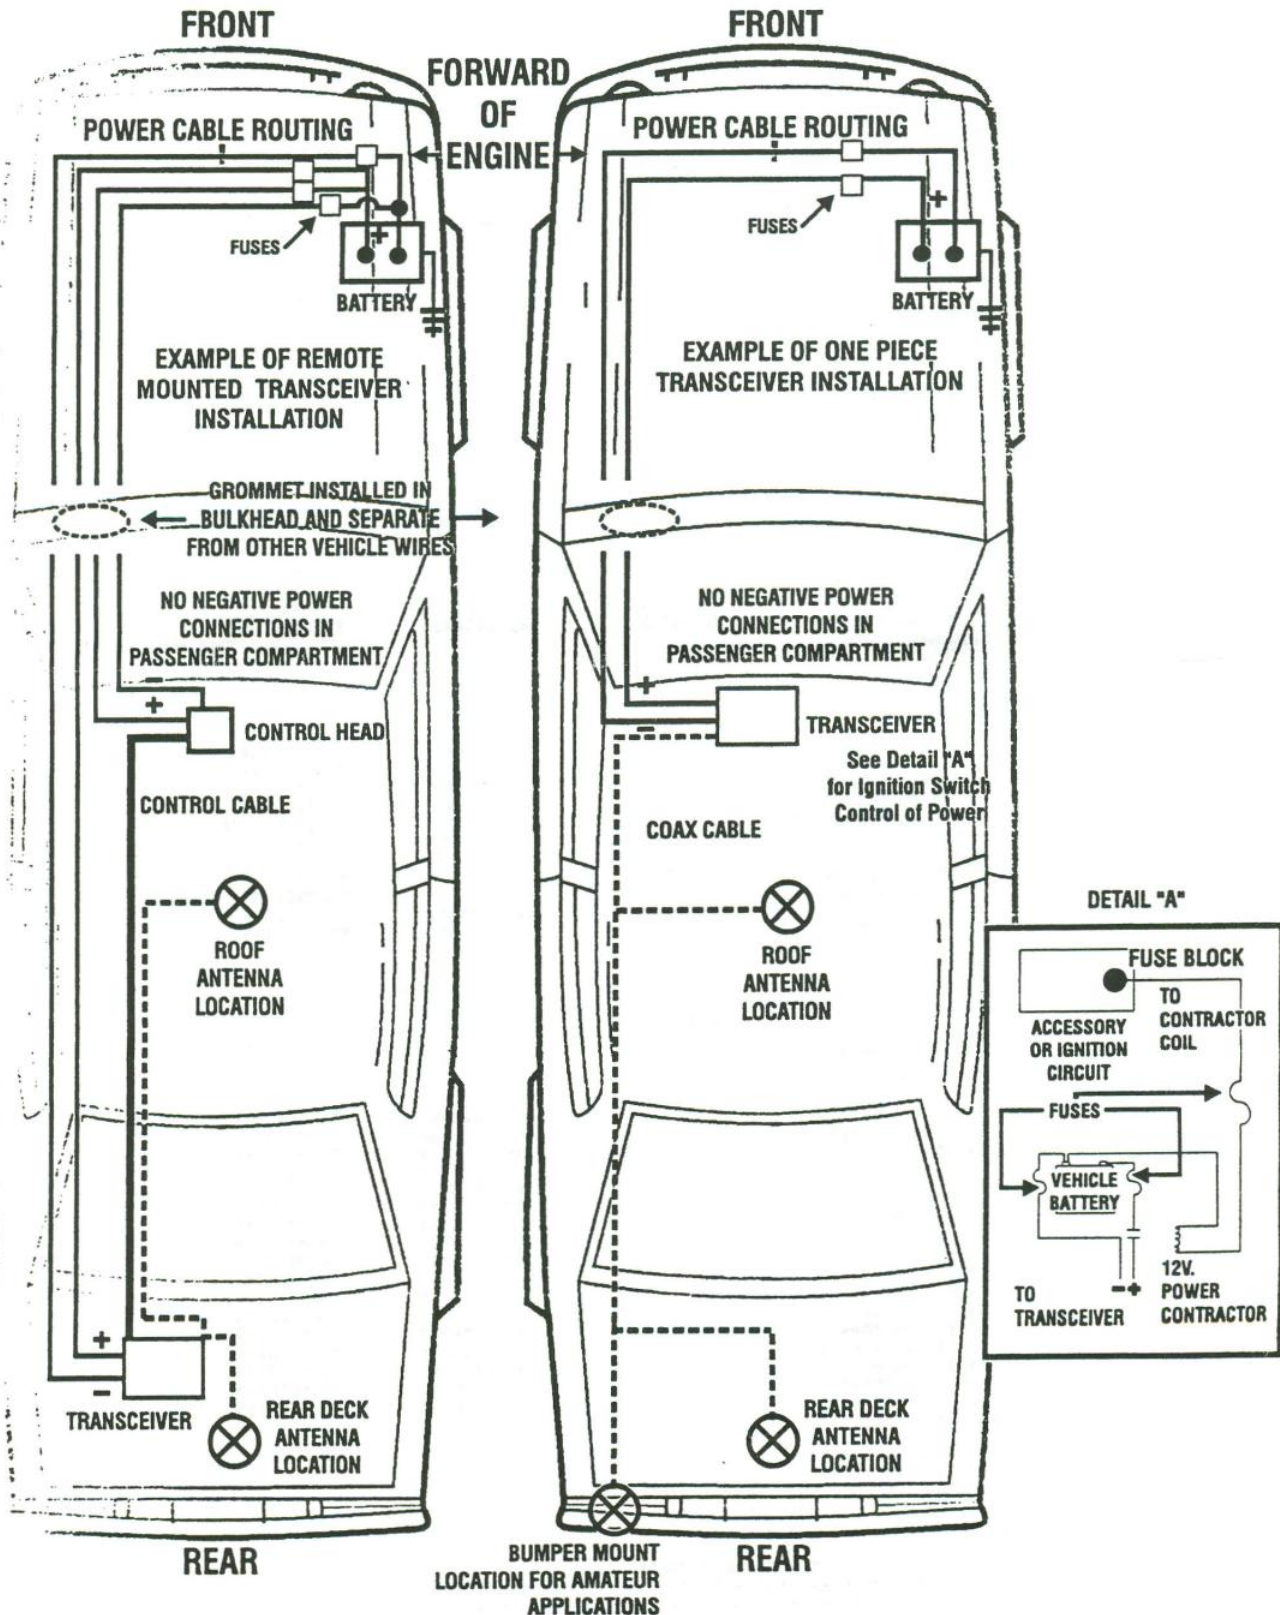 FRONT
POWER CABLE ROUTING
FUSES
+
BATTERY
EXAMPLE OF REMOTE
MOUNTED TRANSCEIVER
INSTALLATION
FORWARD
OF
ENGINE
FRONT
POWER CABLE ROUTING
FUSES
+
BATTERY
EXAMPLE OF ONE PIECE
TRANSCEIVER INSTALLATION
GROMMET INSTALLED IN
BULKHEAD AND SEPARATE
FROM OTHER VEHICLE WIRES
NO NEGATIVE POWER
CONNECTIONS IN
PASSENGER COMPARTMENT
-
+
CONTROL HEAD
CONTROL CABLE
ROOF
ANTENNA
LOCATION
+
-
TRANSCEIVER
REAR DECK
ANTENNA
LOCATION
REAR
NO NEGATIVE POWER
CONNECTIONS IN
PASSENGER COMPARTMENT
+
-
TRANSCEIVER
See Detail "A"
for Ignition Switch
Control of Power
COAX CABLE
ROOF
ANTENNA
LOCATION
REAR DECK
ANTENNA
LOCATION
BUMPER MOUNT
LOCATION FOR AMATEUR
APPLICATIONS
REAR
DETAIL "A"
FUSE BLOCK
TO
CONTRACTOR
COIL
ACCESSORY
OR IGNITION
CIRCUIT
FUSES
VEHICLE
BATTERY
TO
TRANSCEIVER
- +
12V.
POWER
CONTRACTOR